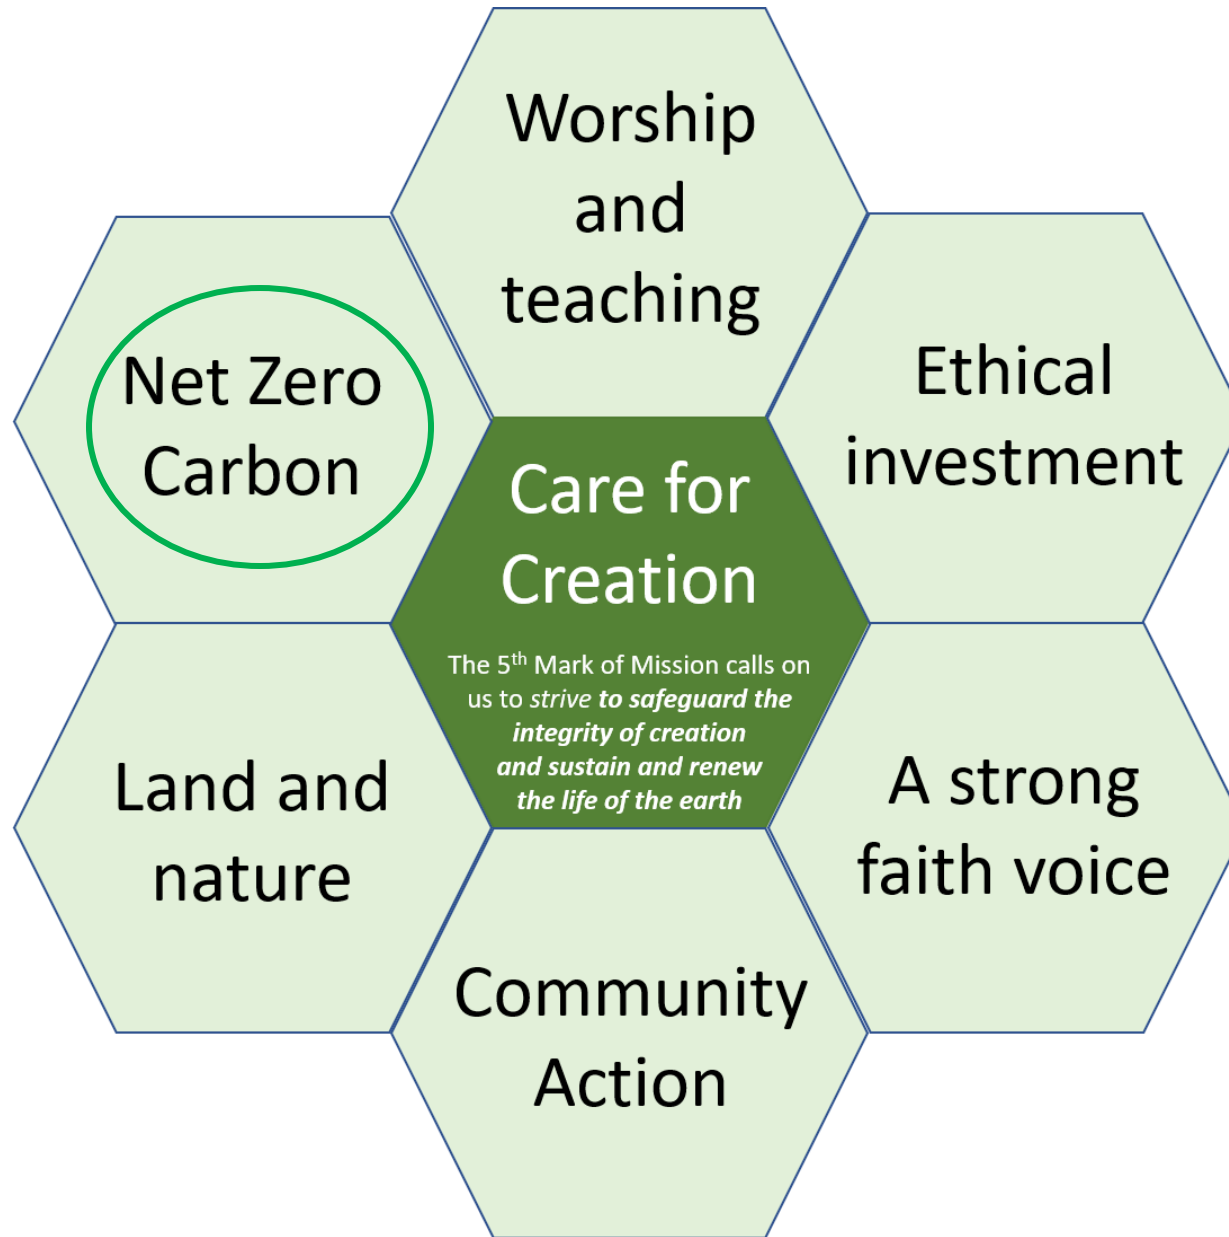 Worship
and
teaching
Net Zero
Carbon
Ethical
investment
Care for
Creation
The 5th Mark of Mission calls on
us to strive to safeguard the
integrity of creation
and sustain and renew
the life of the earth
Land and
nature
A strong
faith voice
Community
Action